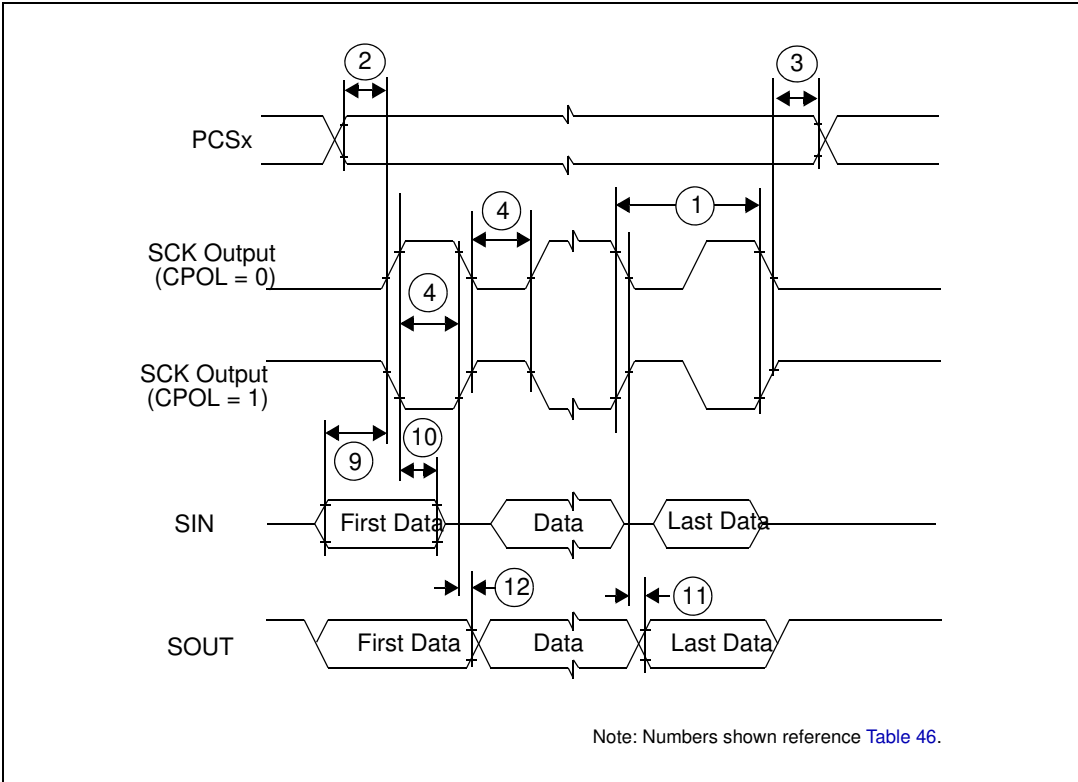 2
3
PCSx
4
1
SCK Output
(CPOL = 0)
4
SCK Output
(CPOL = 1)
9
10
SIN
First Data
Data
Last Data
12
11
SOUT
First Data
Data
Last Data
Note: Numbers shown reference Table 46.